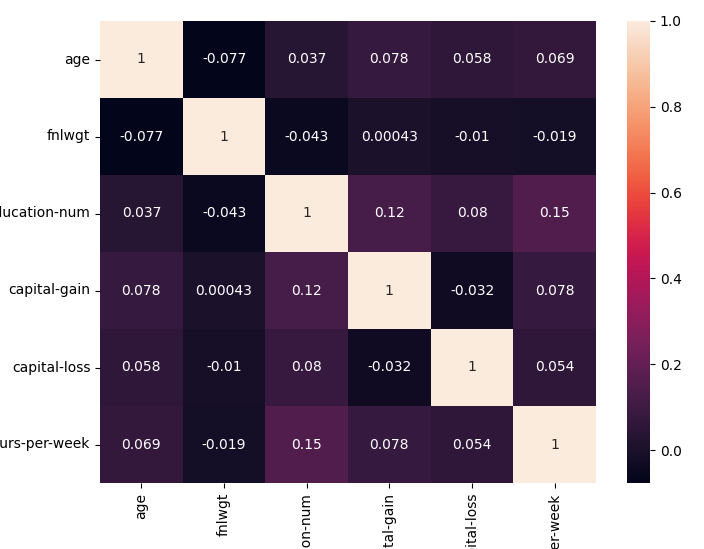 age 1 -0.077 0.037 0.078 0.058 0.069
fnlwgt -0.077 1 -0.043 0.00043 -0.01 -0.019
lucation-num 0.037 -0.043 1 0.12 0.08 0.15
capital-gain 0.078 0.00043 0.12 1 -0.032 0.078
capital-loss 0.058 -0.01 0.08 -0.032 1 0.054
urs-per-week 0.069 -0.019 0.15 0.078 0.054 1
age
fnlwgt
on-num
tal-gain
ital-loss
er-week
1.0
0.8
0.6
0.4
0.2
0.0